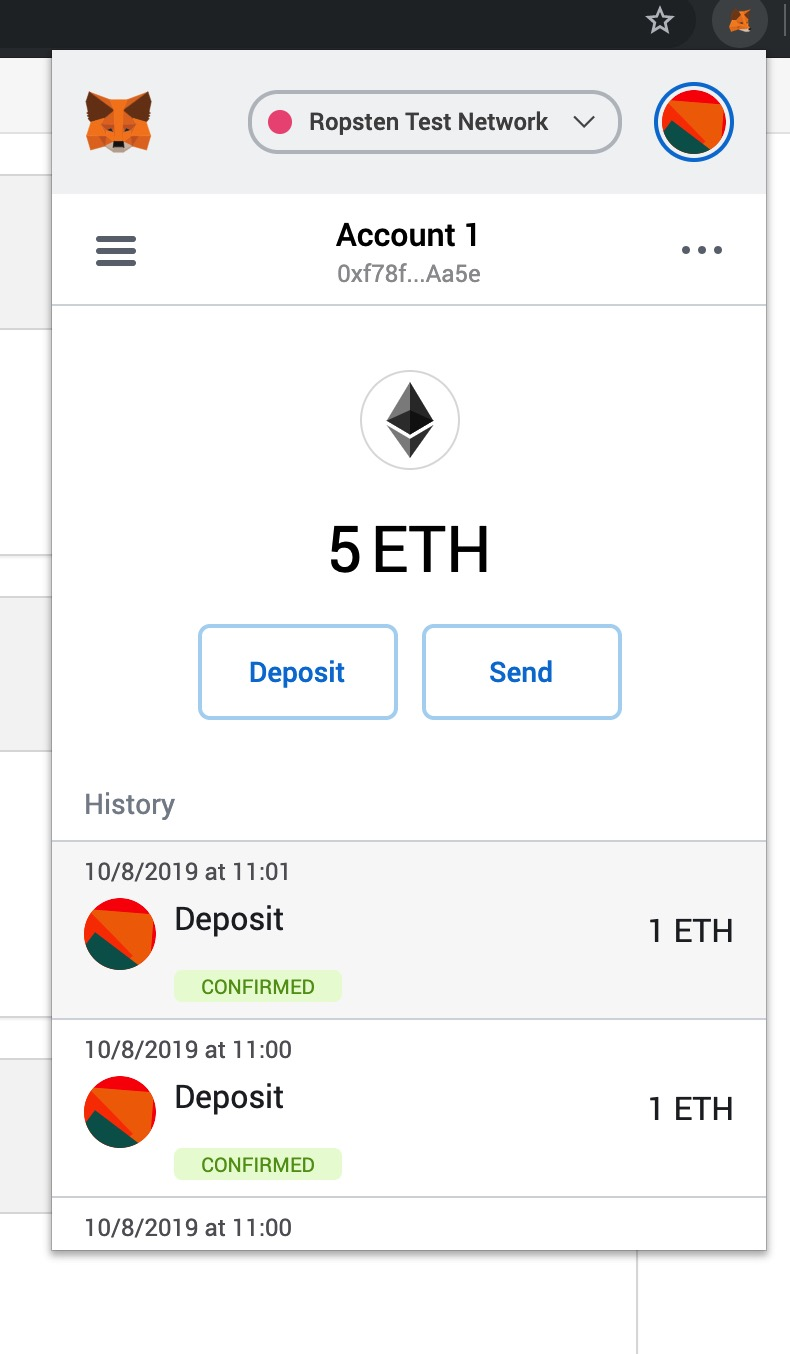 Ropsten Test Network
Account 1
0xf78f...Aa5e
5 ETH
Deposit
Send
History
10/8/2019 at 11:01
Deposit
1 ETH
CONFIRMED
10/8/2019 at 11:00
Deposit
1 ETH
CONFIRMED
10/8/2019 at 11:00